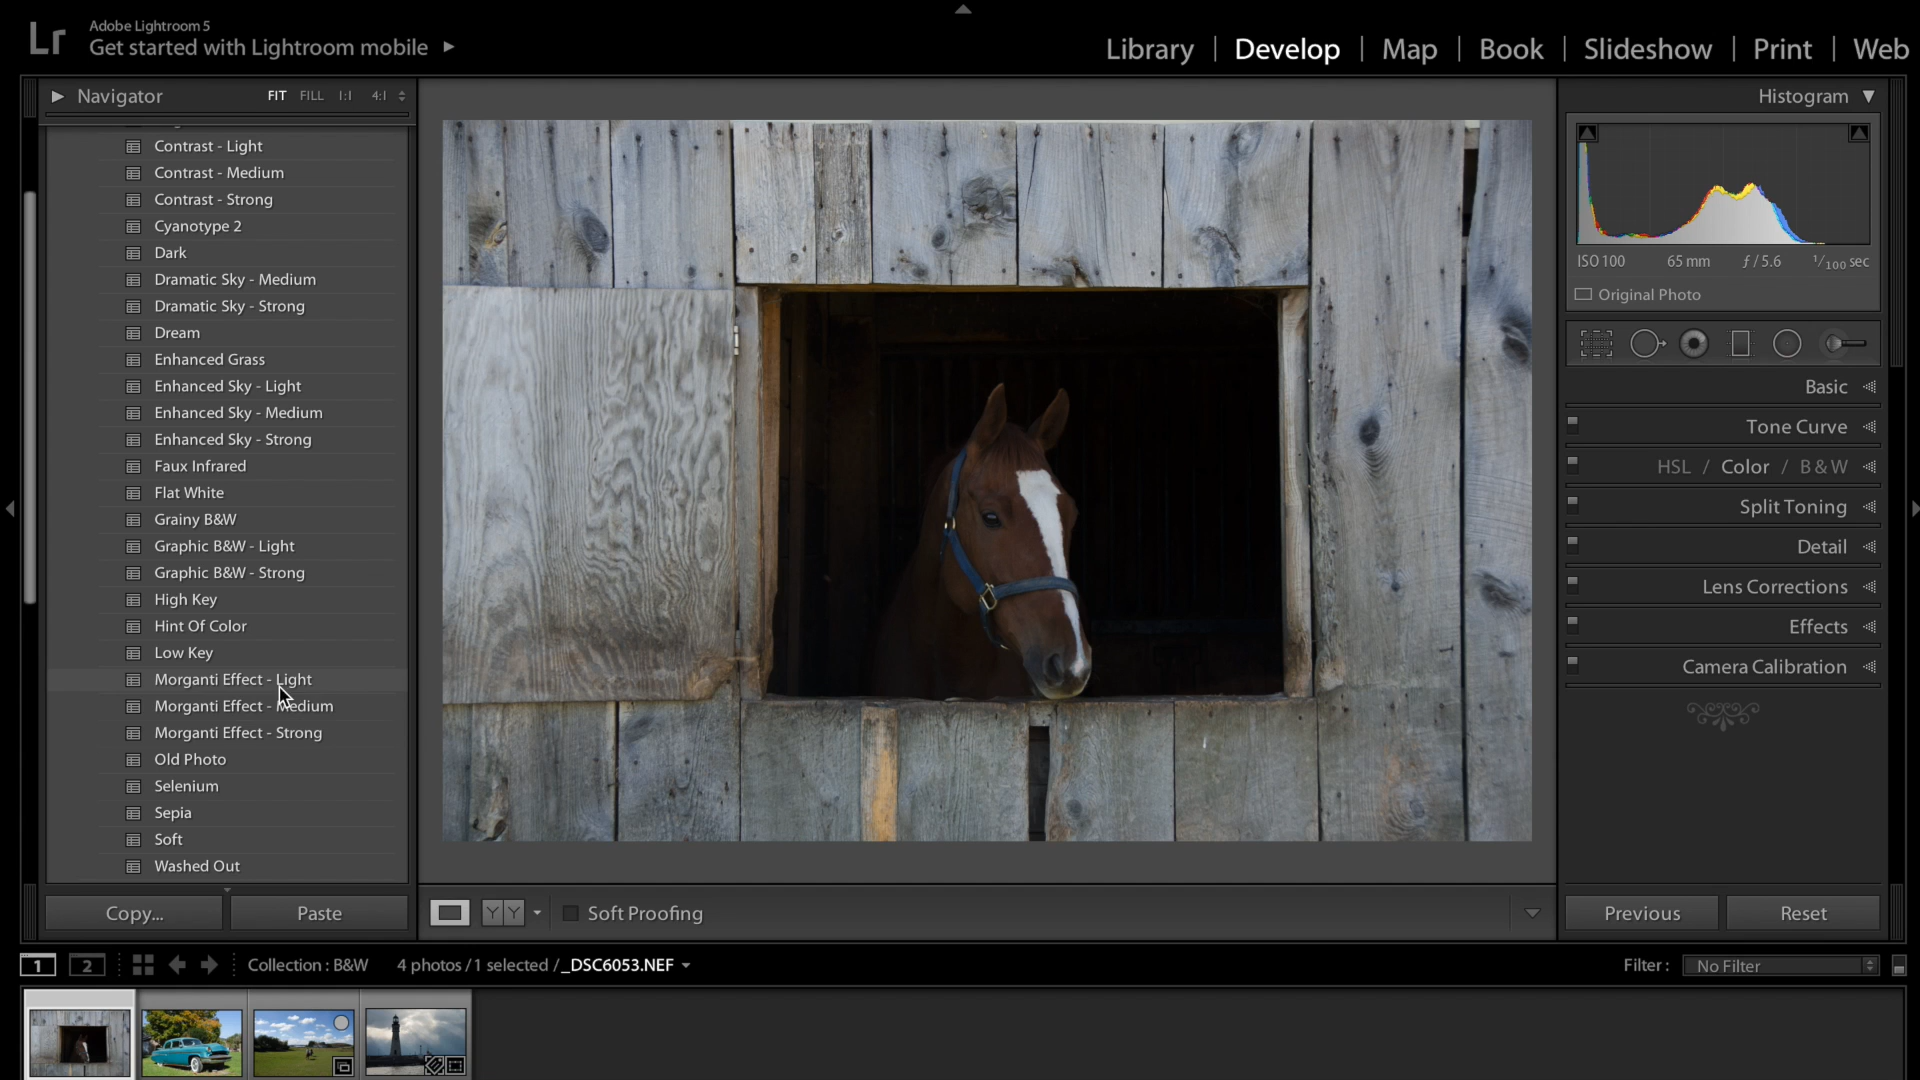 Lr
Adobe Lightroom 5
Get started with Lightroom mobile
Library | Develop | Map | Book | Slideshow | Print | Web
Navigator FIT FILL 1:1 4:1
Contrast - Light
Contrast - Medium
Contrast - Strong
Cyanotype 2
Dark
Dramatic Sky - Medium
Dramatic Sky - Strong
Dream
Enhanced Grass
Enhanced Sky - Light
Enhanced Sky - Medium
Enhanced Sky - Strong
Faux Infrared
Flat White
Grainy B&W
Graphic B&W - Light
Graphic B&W - Strong
High Key
Hint Of Color
Low Key
Morganti Effect - Light
Morganti Effect - Medium
Morganti Effect - Strong
Old Photo
Selenium
Sepia
Soft
Washed Out
Copy... Paste
Histogram
ISO 100 65 mm ƒ / 5.6 1/100 sec
Original Photo
Basic
Tone Curve
HSL / Color / B & W
Split Toning
Detail
Lens Corrections
Effects
Camera Calibration
Y Y Soft Proofing
Previous Reset
1 2 Collection : B&W 4 photos / 1 selected / _DSC6053.NEF
Filter : No Filter